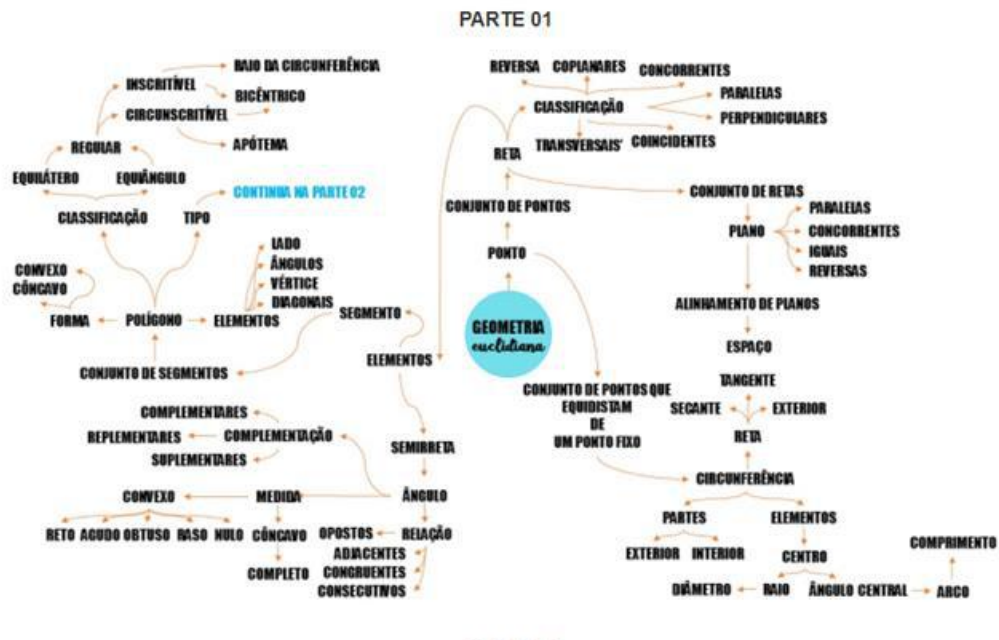 PARTE 01
RAIO DA CIRCUNFERÊNCIA
INSCRITÍVEL
BICÊNTRICO
CIRCUNSCRITÍVEL
APÓTEMA
REGULAR
EQUILÁTERO
EQUIÂNGULO
CONTINUA NA PARTE 02
CLASSIFICAÇÃO
TIPO
LADO
ÂNGULOS
VÉRTICE
DIAGONAIS
CONVEXO
CÔNCAVO
FORMA
POLÍGONO
ELEMENTOS
CONJUNTO DE SEGMENTOS
SEGMENTO
ELEMENTOS
COMPLEMENTARES
REPLEMENTARES
COMPLEMENTAÇÃO
SUPLEMENTARES
SEMIRRETA
CONVEXO
MEDIDA
ÂNGULO
RETO
AGUDO
OBTUSO
RASO
NULO
CÔNCAVO
OPOSTOS
RELAÇÃO
ADJACENTES
CONGRUENTES
CONSECUTIVOS
COMPLETO
REVERSA
COPLANARES
CONCORRENTES
CLASSIFICAÇÃO
PARALELAS
PERPENDICULARES
TRANSVERSAIS'
COINCIDENTES
RETA
CONJUNTO DE RETAS
CONJUNTO DE PONTOS
PLANO
PARALELAS
CONCORRENTES
IGUAIS
REVERSAS
PONTO
ALINHAMENTO DE PLANOS
GEOMETRIA
euclidiana
ESPAÇO
CONJUNTO DE PONTOS QUE
EQUIDISTAM
DE
UM PONTO FIXO
TANGENTE
SECANTE
EXTERIOR
RETA
CIRCUNFERÊNCIA
PARTES
ELEMENTOS
EXTERIOR
INTERIOR
CENTRO
COMPRIMENTO
DIÂMETRO
RAIO
ÂNGULO CENTRAL
ARCO